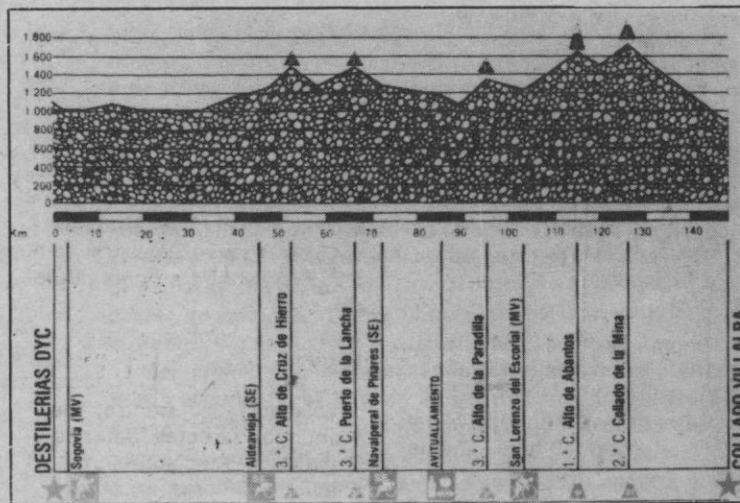 1 800
1 600
1 400
1 200
1 000
800
600
400
200
0
Km
0 10 20 30 40 50 60 70 80 90 100 110 120 130 140
DESTILERIAS DYC
Segovia (MV)
Aldeavieja (SE)
3.ª C. Alto de Cruz de Hierro
3.ª C. Puerto de la Lancha
Navalperal de Pinares (SE)
AVITUALLAMIENTO
3.ª C. Alto de la Paradilla
San Lorenzo del Escorial (MV)
1.ª C. Alto de Abantos
2.ª C. Collado de la Mina
COLLADO VILLALBA